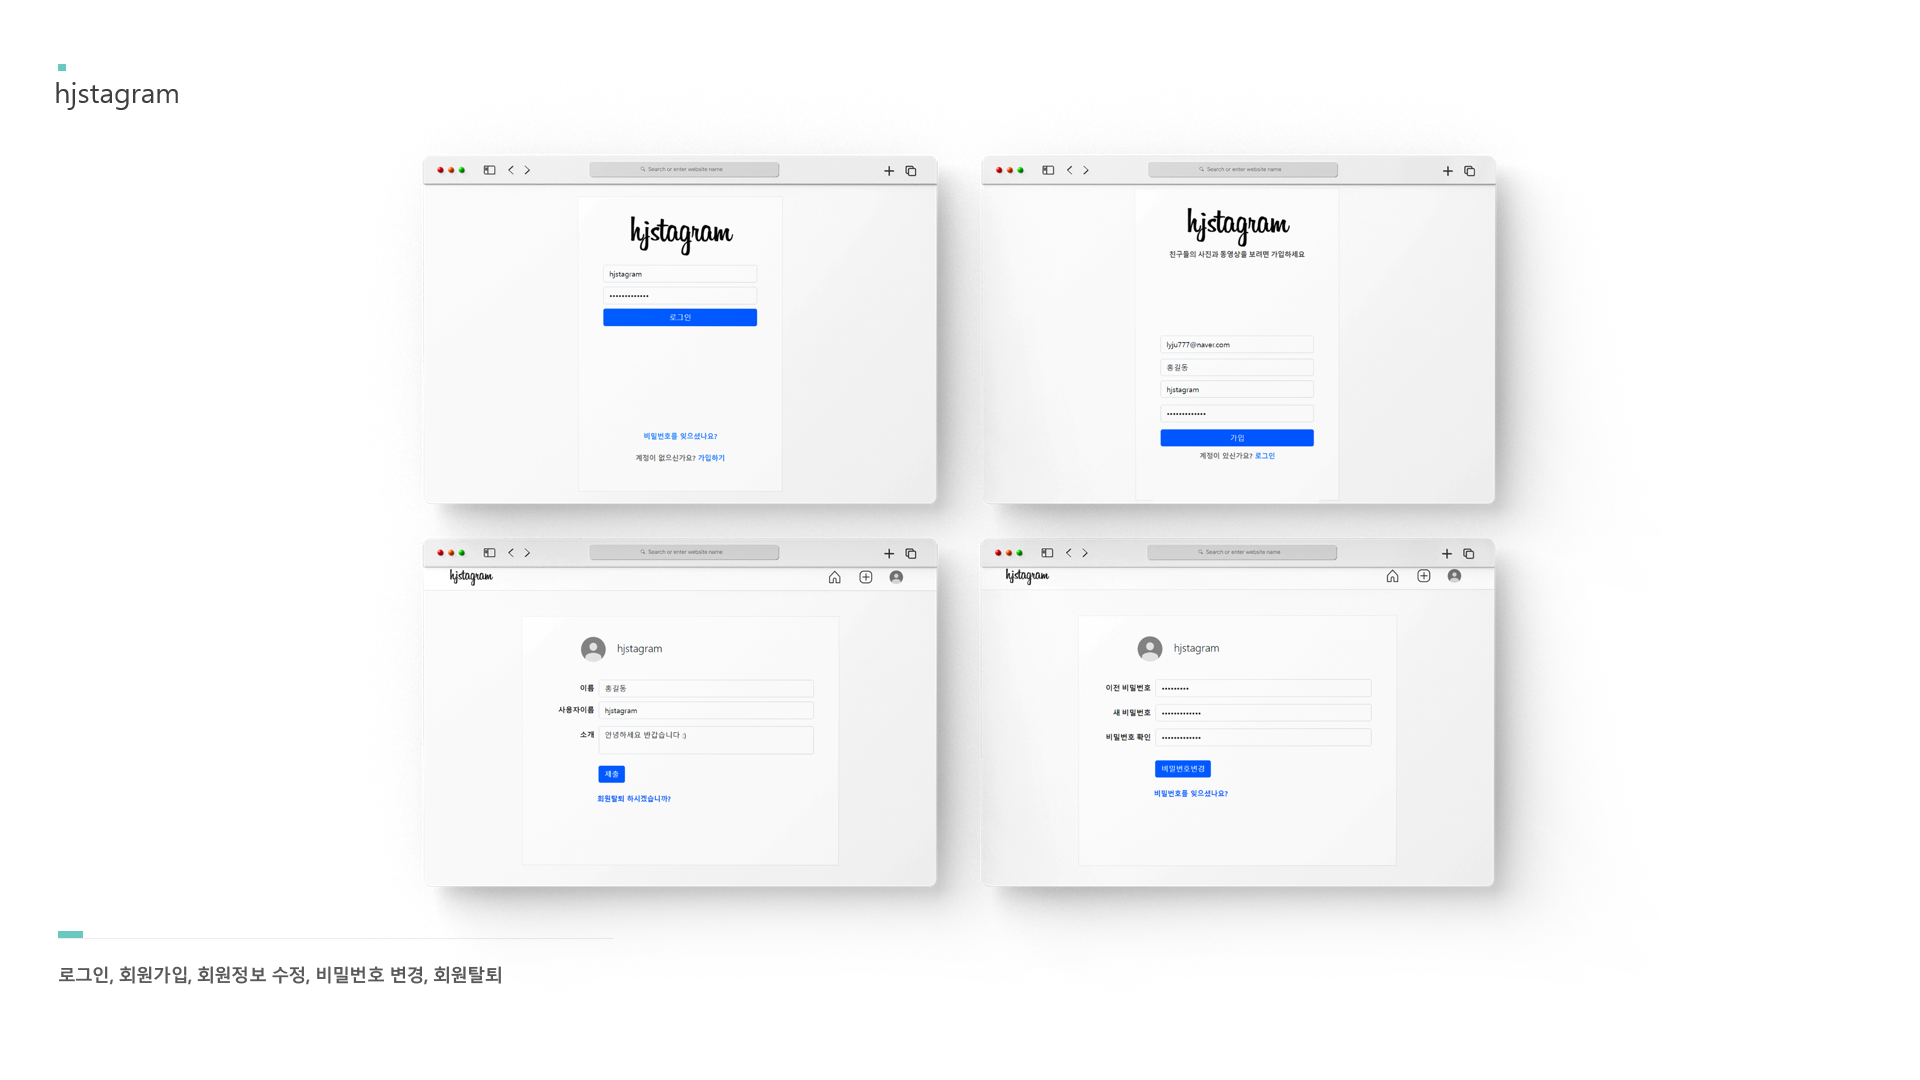 hjstagram
Search or enter website name
hjstagram
hjstagram
•••••••••••••
로그인
비밀번호를 잊으셨나요?
계정이 없으신가요? 가입하기
Search or enter website name
hjstagram
친구들의 사진과 동영상을 보려면 가입하세요
lyju777@naver.com
홍길동
hjstagram
•••••••••••••
가입
계정이 있신가요? 로그인
Search or enter website name
hjstagram
hjstagram
이름 홍길동
사용자이름 hjstagram
소개 안녕하세요 반갑습니다 :)
제출
회원탈퇴 하시겠습니까?
Search or enter website name
hjstagram
hjstagram
이전 비밀번호 •••••••••
새 비밀번호 •••••••••••••
비밀번호 확인 •••••••••••••
비밀번호변경
비밀번호를 잊으셨나요?
로그인, 회원가입, 회원정보 수정, 비밀번호 변경, 회원탈퇴